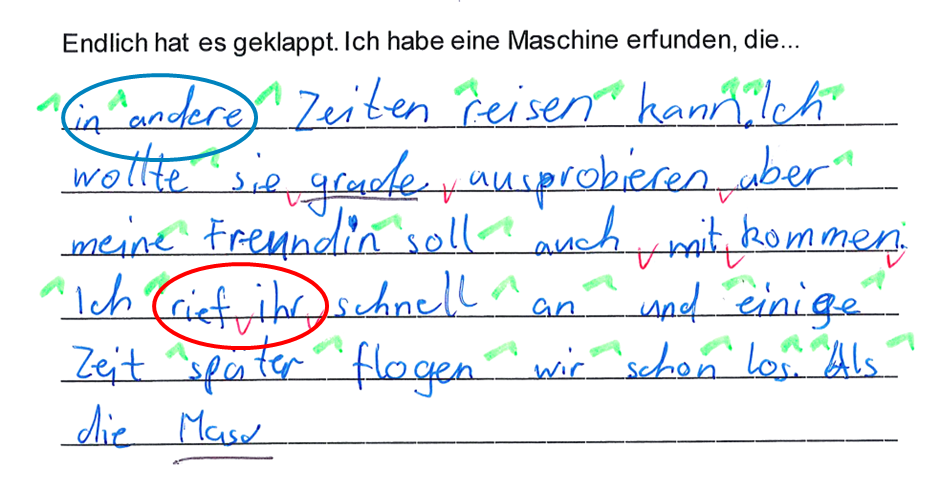 Endlich hat es geklappt. Ich habe eine Maschine erfunden, die...
in andere Zeiten reisen kann. Ich
wollte sie grade ausprobieren aber
meine Freundin soll auch mit kommen.
Ich rief ihr schnell an und einige
Zeit später flogen wir schon los. Als
die Masc